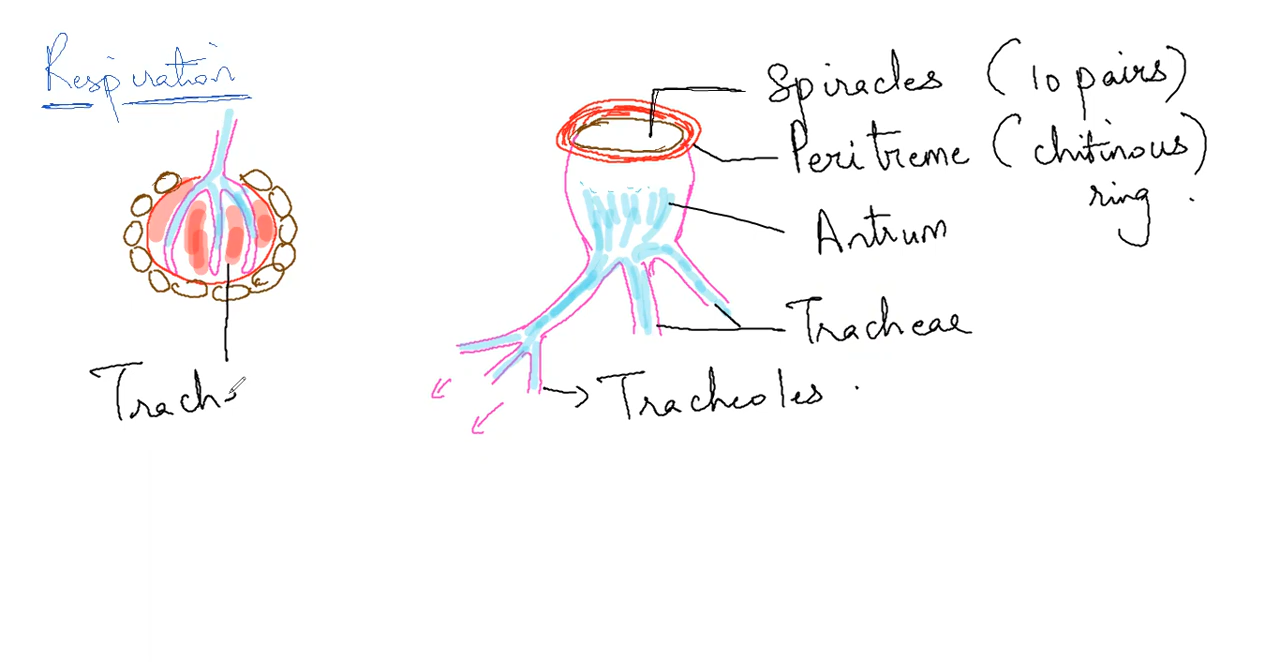 Respiration
Spiracles (10 pairs)
Peritreme (chitinous)
ring.
Antrum
Tracheae
Trach
Tracheoles.